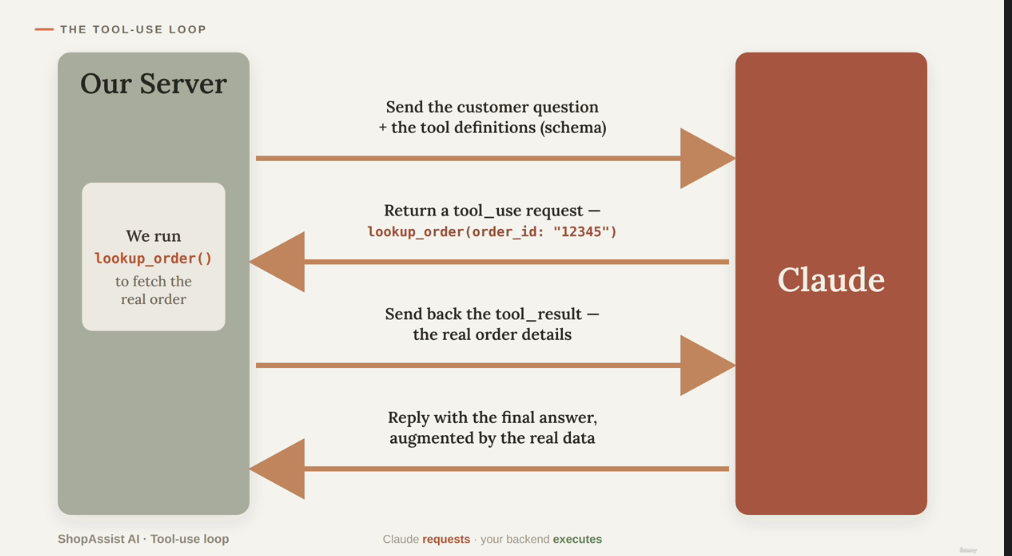 THE TOOL-USE LOOP
Our Server
Send the customer question
+ the tool definitions (schema)
Return a tool_use request —
lookup_order(order_id: "12345")
We run
lookup_order()
to fetch the
real order
Claude
Send back the tool_result —
the real order details
Reply with the final answer,
augmented by the real data
ShopAssist AI · Tool-use loop
Claude requests · your backend executes